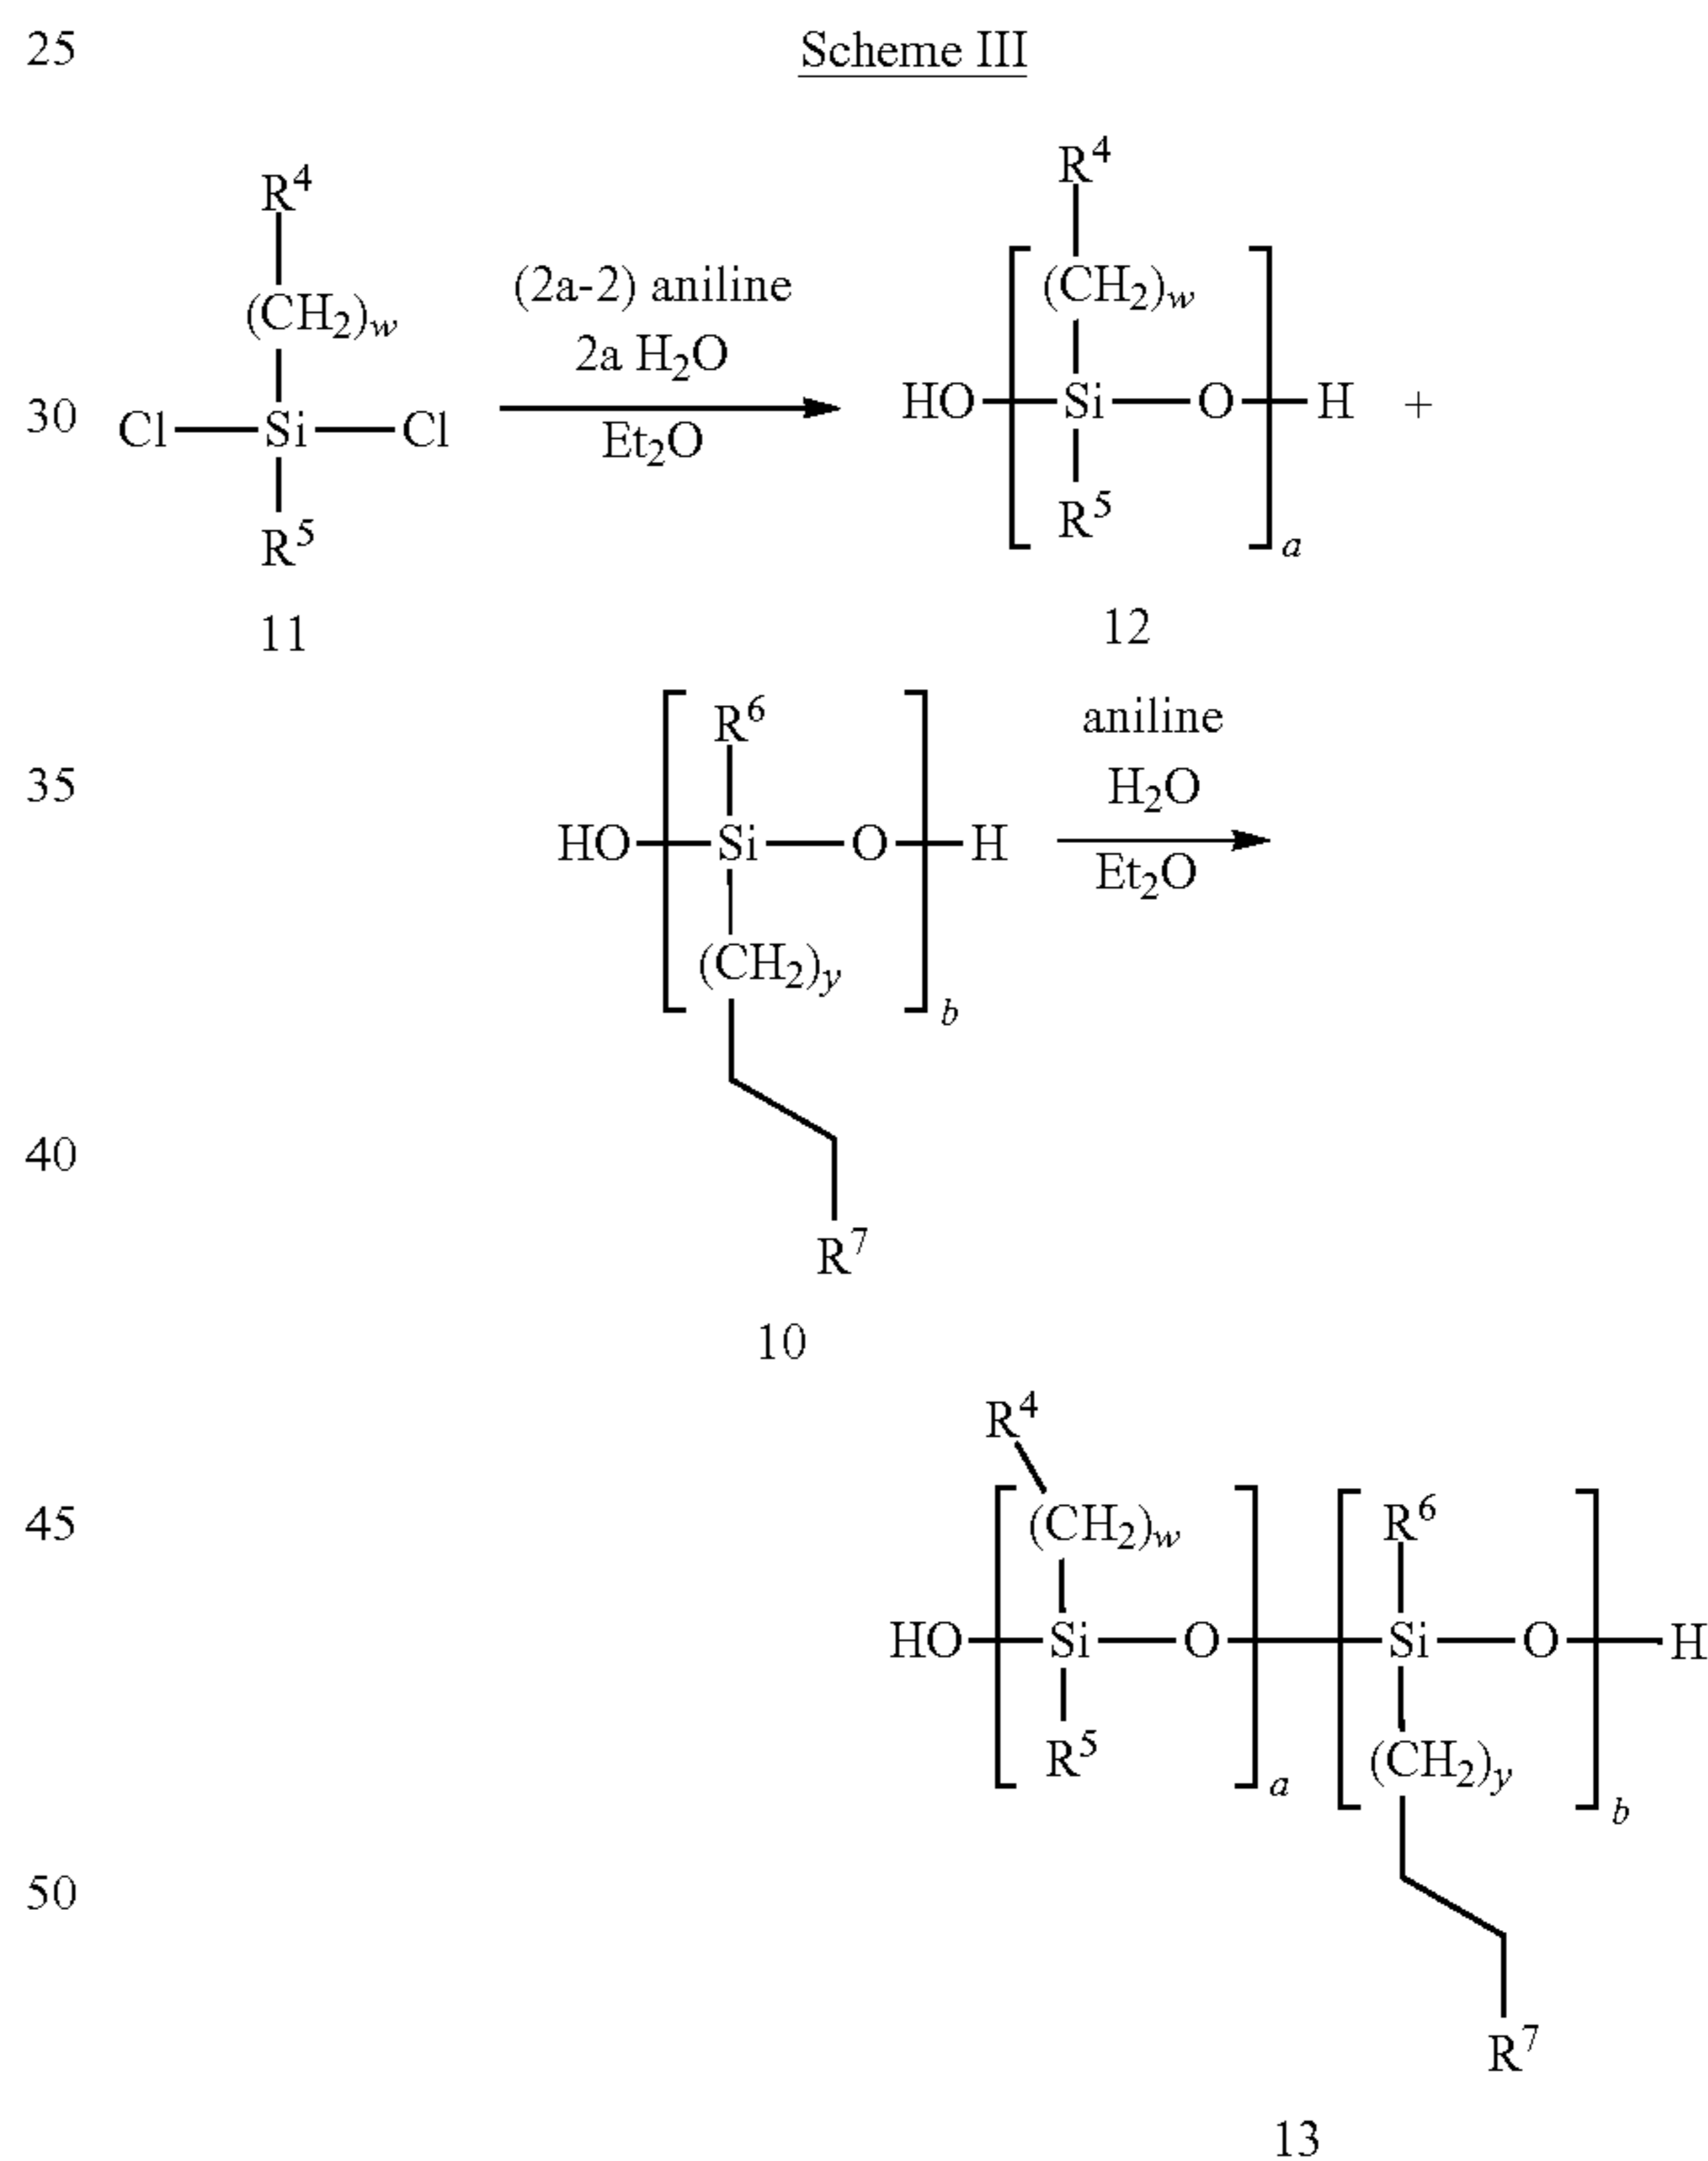 25 Scheme III
R⁴ R⁴
(CH₂)w (2a-2) aniline (CH₂)w
2a H₂O
30 Cl Si Cl Et₂O HO Si O H +
R⁵ R⁵ a
11 12
R⁶ aniline
35 H₂O
HO Si O H Et₂O
(CH₂)y b
40
R⁷
10
R⁴
45 (CH₂)w R⁶
HO Si O Si O H
R⁵ a (CH₂)y b
50
R⁷
13